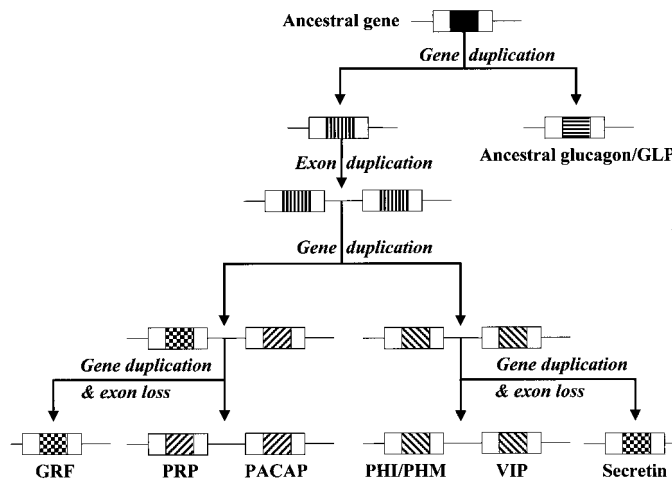 Ancestral gene
Gene duplication
Ancestral glucagon/GLP
Exon duplication
Gene duplication
Gene duplication
& exon loss
Gene duplication
& exon loss
GRF
PRP
PACAP
PHI/PHM
VIP
Secretin